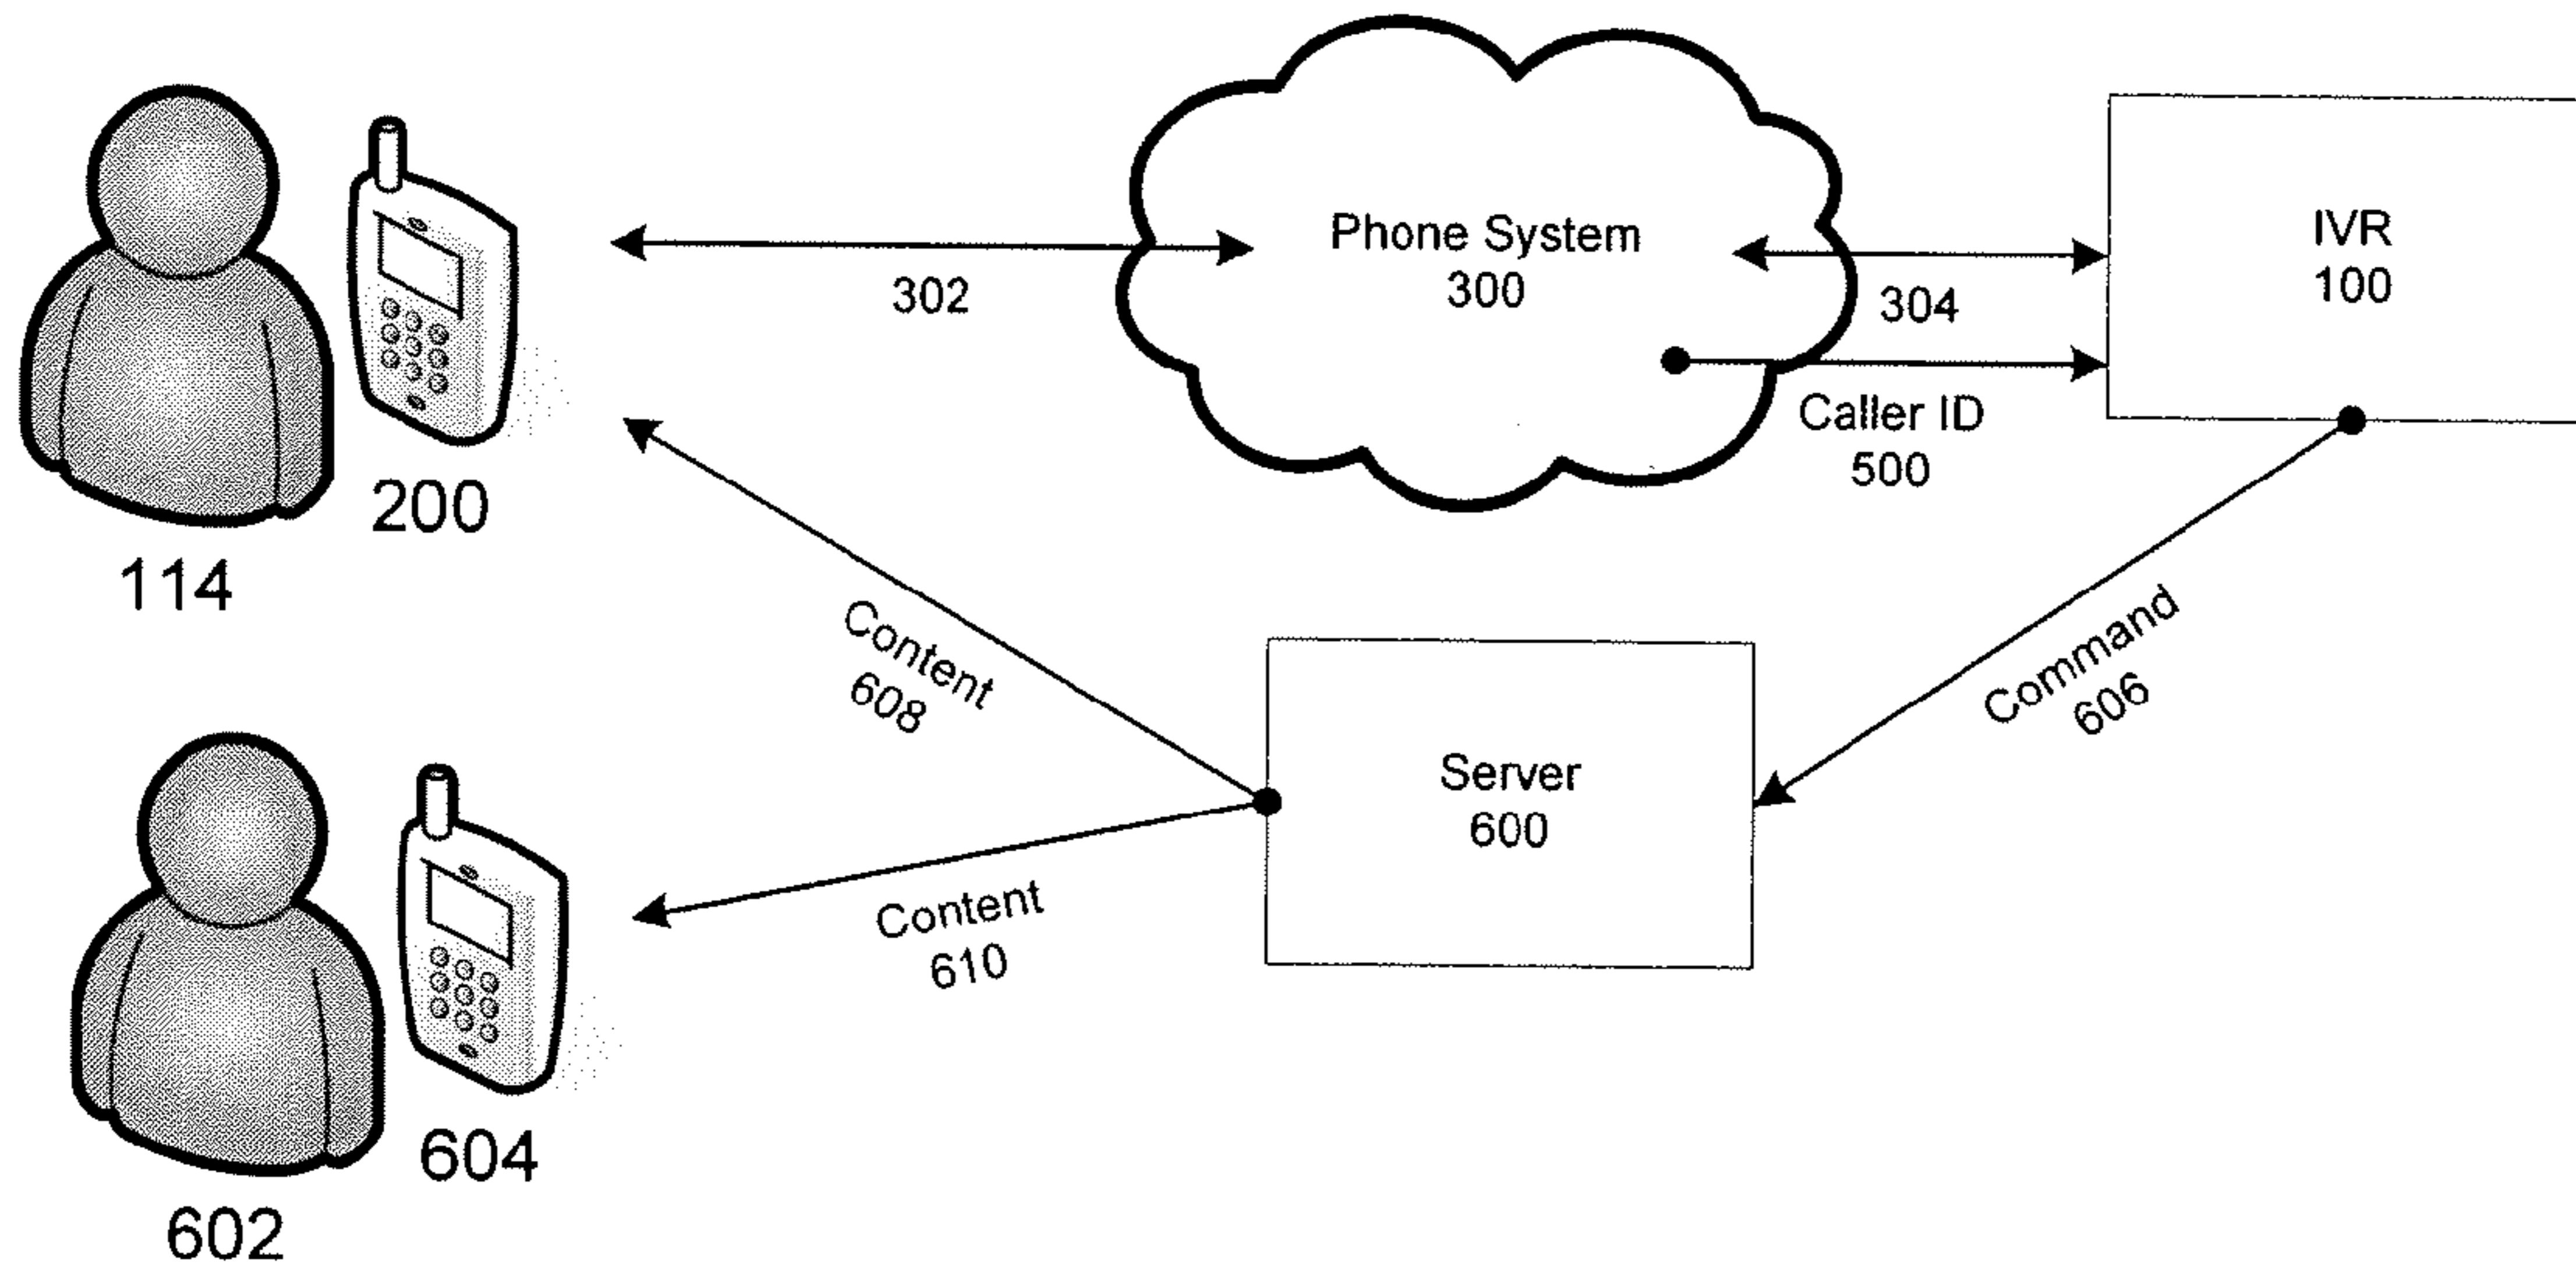 Phone System
300
IVR
100
302
304
Caller ID
500
200
114
Content
608
Command
606
Server
600
Content
610
604
602